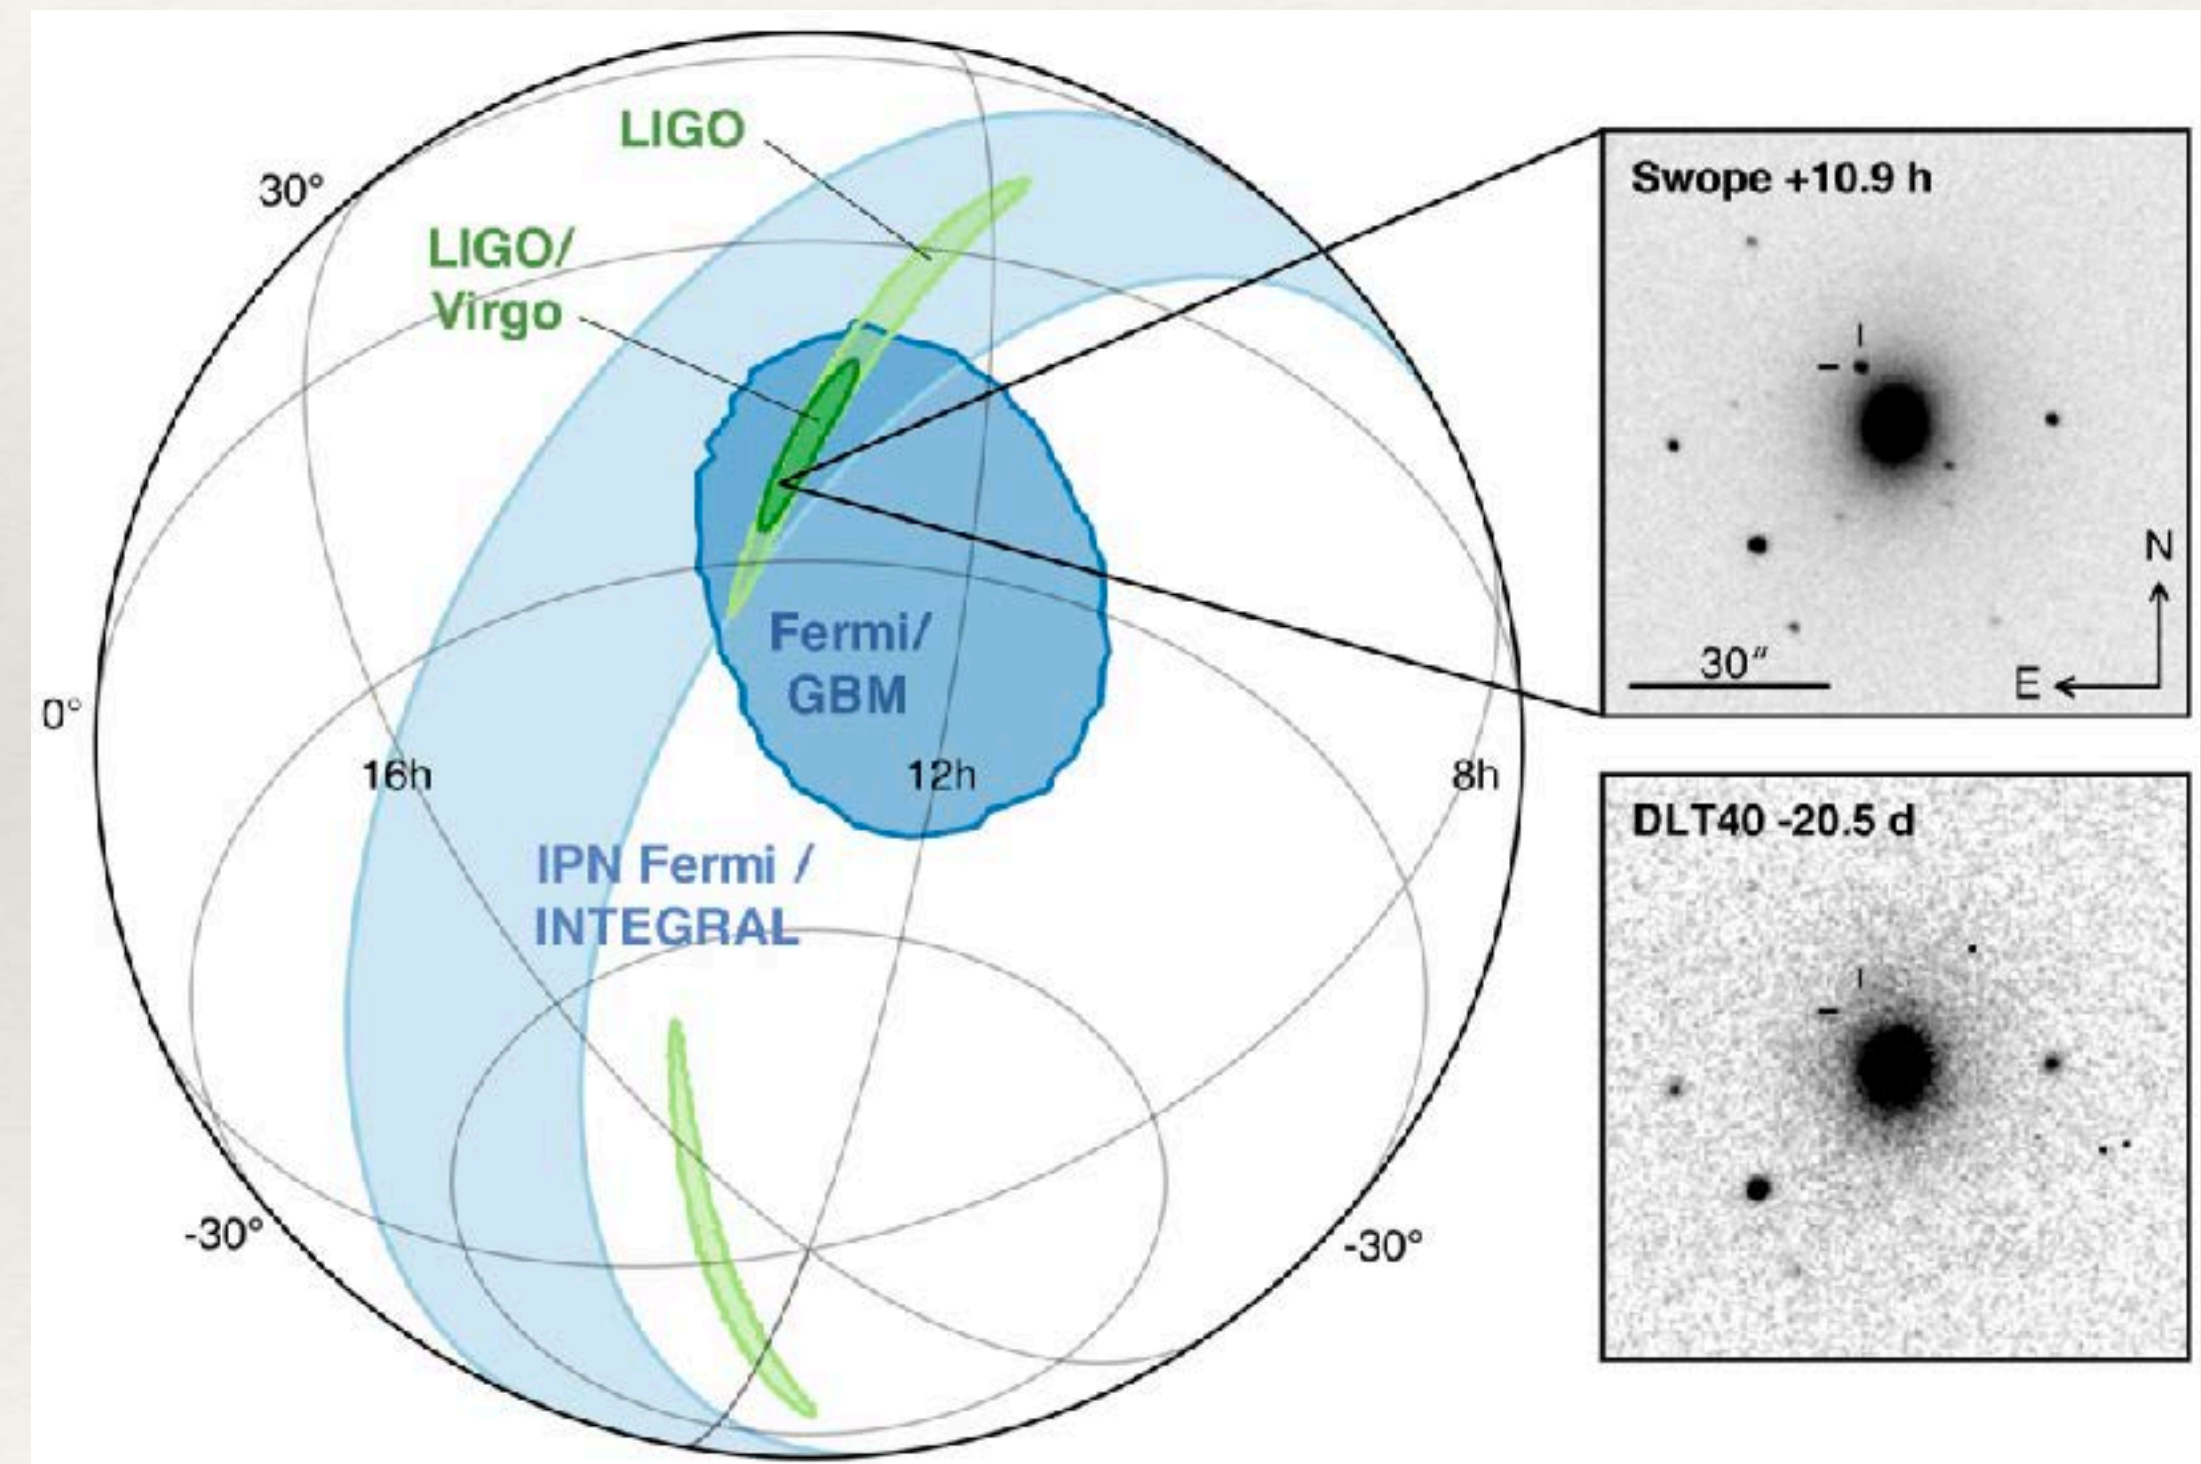 LIGO
30°
LIGO/
Virgo
Fermi/
GBM
0°
16h
12h
8h
IPN Fermi /
INTEGRAL
-30°
-30°
Swope +10.9 h
N
30"
E
DLT40 -20.5 d